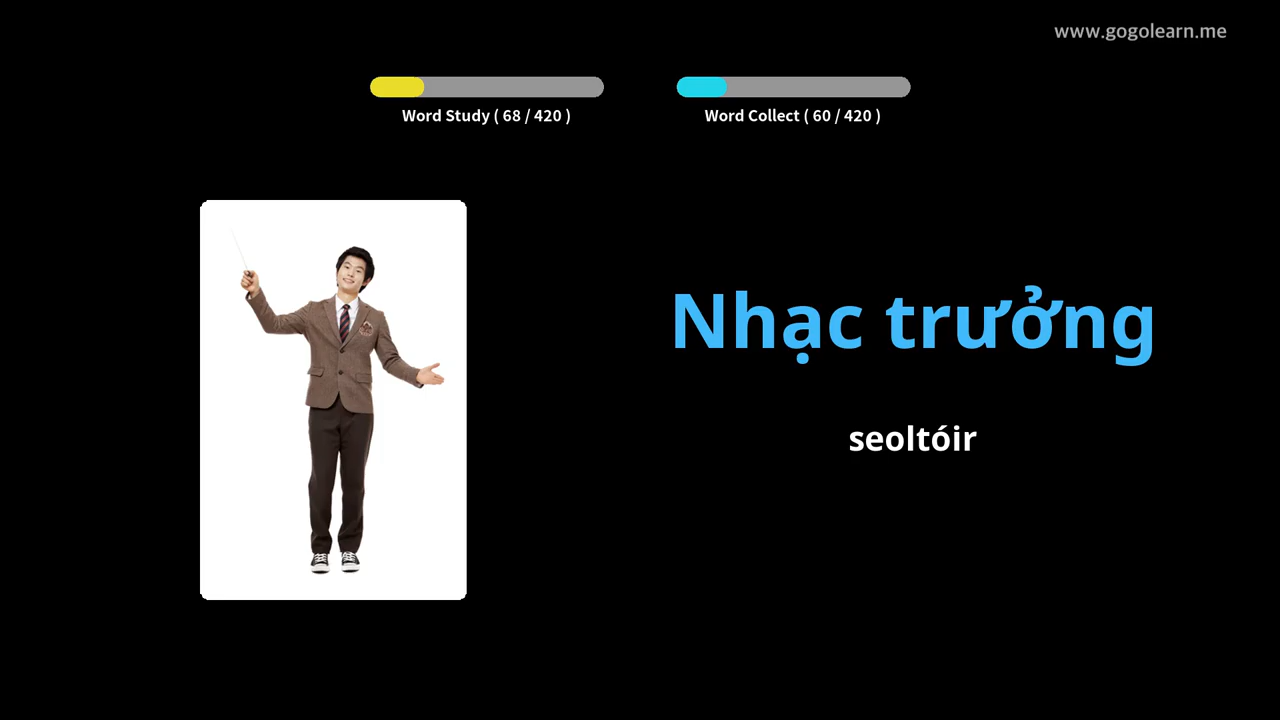 www.gogolearn.me
Word Study ( 68 / 420 )
Word Collect ( 60 / 420 )
Nhạc trưởng
seoltóir